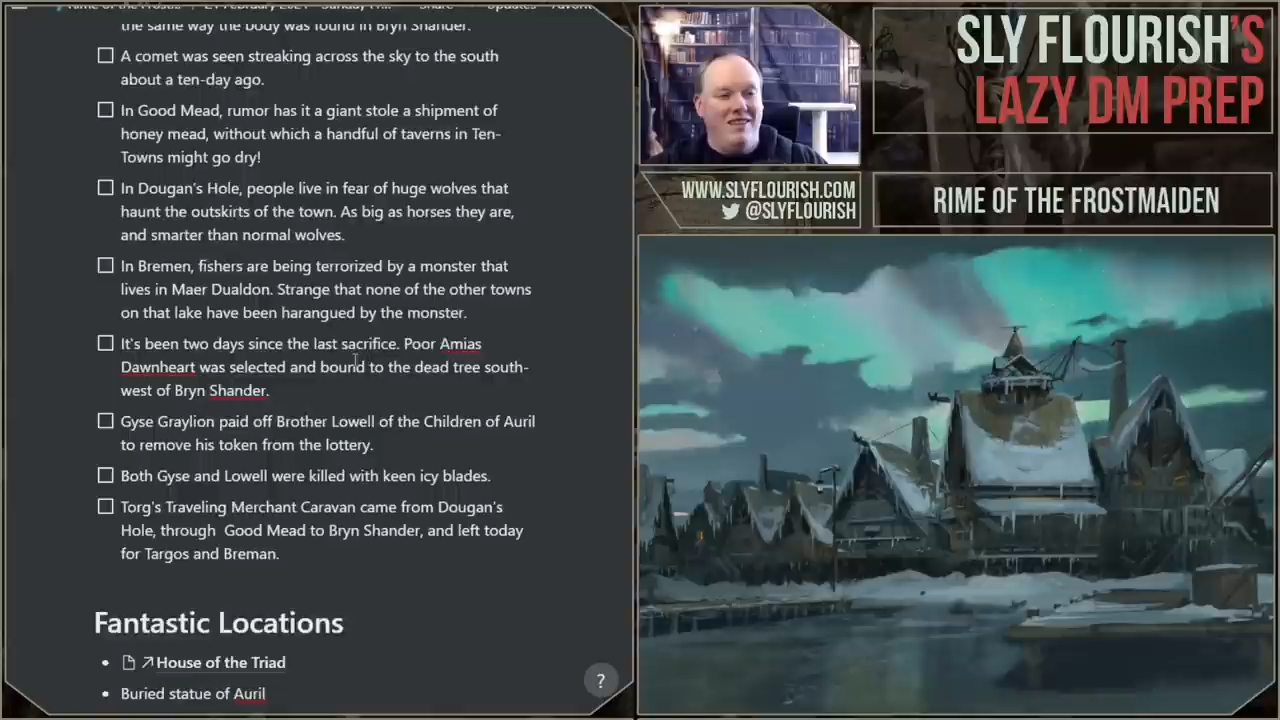 the same way the body was found in Bryn Shander.
A comet was seen streaking across the sky to the south
about a ten-day ago.
In Good Mead, rumor has it a giant stole a shipment of
honey mead, without which a handful of taverns in Ten-
Towns might go dry!
In Dougan's Hole, people live in fear of huge wolves that
haunt the outskirts of the town. As big as horses they are,
and smarter than normal wolves.
In Bremen, fishers are being terrorized by a monster that
lives in Maer Dualdon. Strange that none of the other towns
on that lake have been harangued by the monster.
It's been two days since the last sacrifice. Poor Amias
Dawnheart was selected and bound to the dead tree south-
west of Bryn Shander.
Gyse Graylion paid off Brother Lowell of the Children of Auril
to remove his token from the lottery.
Both Gyse and Lowell were killed with keen icy blades.
Torg's Traveling Merchant Caravan came from Dougan's
Hole, through Good Mead to Bryn Shander, and left today
for Targos and Breman.
Fantastic Locations
House of the Triad
Buried statue of Auril
?
SLY FLOURISH'S
LAZY DM PREP
WWW.SLYFLOURISH.COM
@SLYFLOURISH
RIME OF THE FROSTMAIDEN